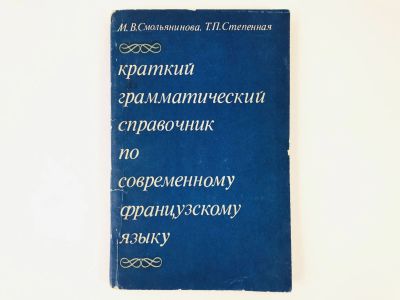 М. В. Смольянинова, Т. П. Степенная
краткий
грамматический
справочник
по
современному
французскому
языку